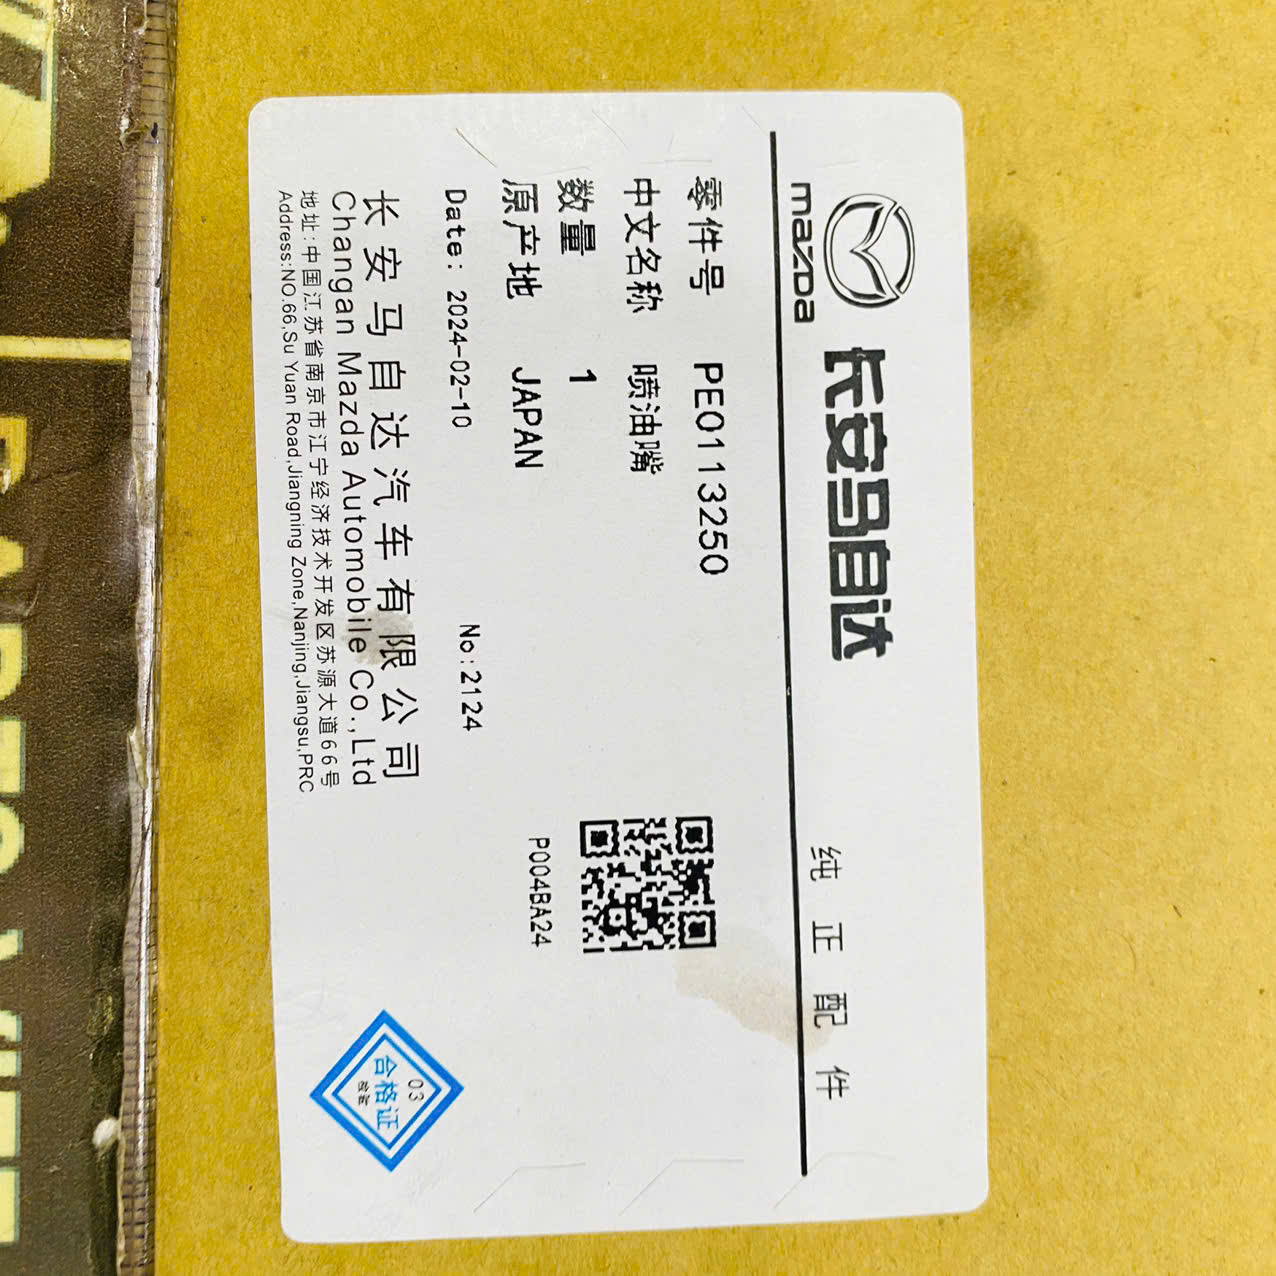 mazda
长安马自达
纯正配件
零件号 PE0113250
中文名称 喷油嘴
数量 1
原产地 JAPAN
P004BA24
Date: 2024-02-10 No:2124
长安马自达汽车有限公司
Changan Mazda Automobile Co.,Ltd
地址:中国江苏省南京市江宁经济技术开发区苏源大道66号
Address:NO.66,Su Yuan Road,Jiangning Zone,Nanjing,Jiangsu,PRC
03
合格证
检验